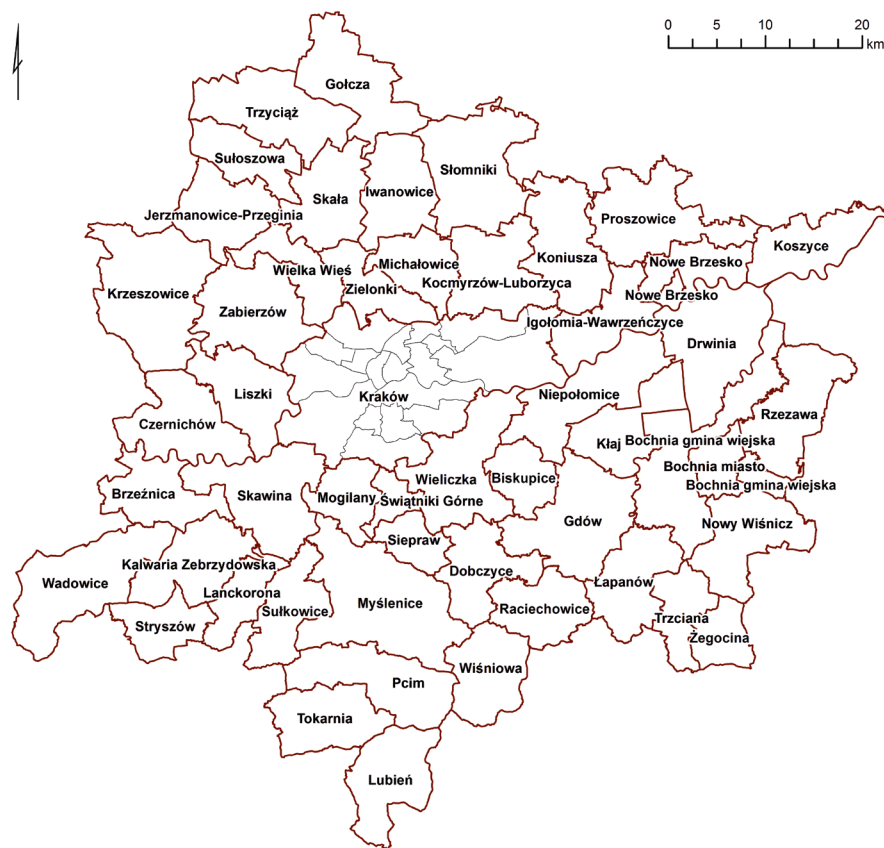 0 5 10 20
km
Gołcza
Trzyciąż
Sułoszowa
Słomniki
Iwanowice
Skała
Jerzmanowice-Przeginia
Proszowice
Koszyce
Koniusza
Michałowice
Nowe Brzesko
Wielka Wieś
Kocmyrzów-Luborzyca
Zielonki
Krzeszowice
Nowe Brzesko
Zabierzów
Igołomia-Wawrzeńczyce
Drwinia
Liszki
Kraków
Niepołomice
Rzezawa
Czernichów
Kłaj
Bochnia gmina wiejska
Bochnia miasto
Wieliczka
Biskupice
Bochnia gmina wiejska
Brzeźnica
Skawina
Mogilany
Świątniki Górne
Gdów
Nowy Wiśnicz
Siepraw
Kalwaria Zebrzydowska
Dobczyce
Wadowice
Łapanów
Lanckorona
Sułkowice
Myślenice
Raciechowice
Trzciana
Stryszów
Żegocina
Wiśniowa
Pcim
Tokarnia
Lubień